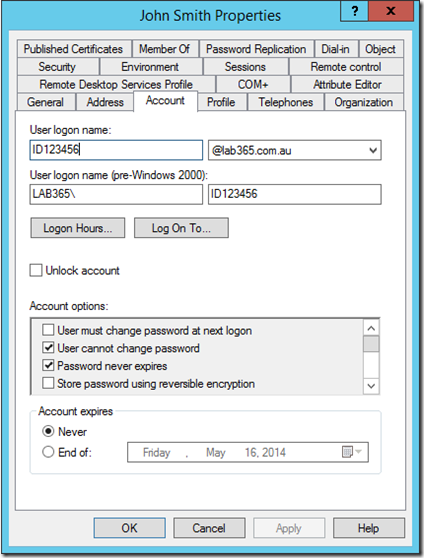 John Smith Properties
? x
Published Certificates Member Of Password Replication Dial-in Object
Security Environment Sessions Remote control
Remote Desktop Services Profile COM+ Attribute Editor
General Address Account Profile Telephones Organization
User logon name:
ID123456 @lab365.com.au
User logon name (pre-Windows 2000):
LAB365\ ID123456
Logon Hours... Log On To...
Unlock account
Account options:
User must change password at next logon
User cannot change password
Password never expires
Store password using reversible encryption
Account expires
Never
End of: Friday , May 16, 2014
OK Cancel Apply Help